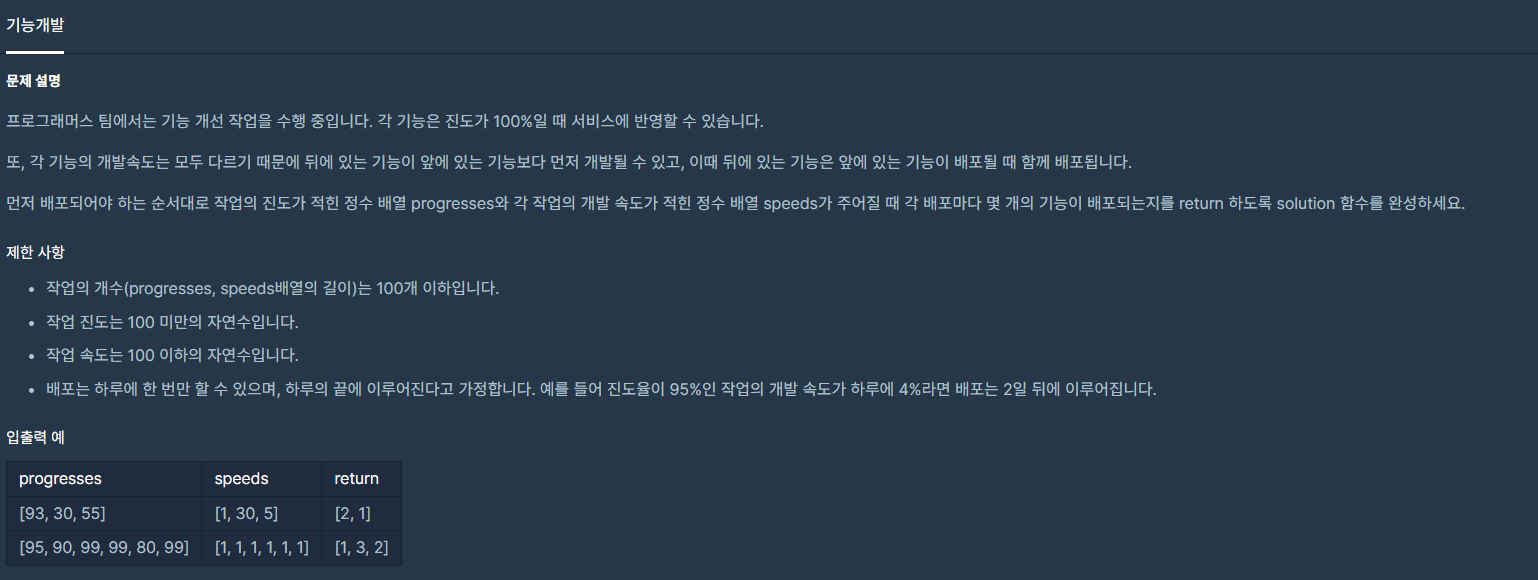 기능개발
문제 설명
프로그래머스 팀에서는 기능 개선 작업을 수행 중입니다. 각 기능은 진도가 100%일 때 서비스에 반영할 수 있습니다.
또, 각 기능의 개발속도는 모두 다르기 때문에 뒤에 있는 기능이 앞에 있는 기능보다 먼저 개발될 수 있고, 이때 뒤에 있는 기능은 앞에 있는 기능이 배포될 때 함께 배포됩니다.
먼저 배포되어야 하는 순서대로 작업의 진도가 적힌 정수 배열 progresses와 각 작업의 개발 속도가 적힌 정수 배열 speeds가 주어질 때 각 배포마다 몇 개의 기능이 배포되는지를 return 하도록 solution 함수를 완성하세요.
제한 사항
• 작업의 개수(progresses, speeds배열의 길이)는 100개 이하입니다.
• 작업 진도는 100 미만의 자연수입니다.
• 작업 속도는 100 이하의 자연수입니다.
• 배포는 하루에 한 번만 할 수 있으며, 하루의 끝에 이루어진다고 가정합니다. 예를 들어 진도율이 95%인 작업의 개발 속도가 하루에 4%라면 배포는 2일 뒤에 이루어집니다.
입출력 예
progresses speeds return
[93, 30, 55] [1, 30, 5] [2, 1]
[95, 90, 99, 99, 80, 99] [1, 1, 1, 1, 1, 1] [1, 3, 2]